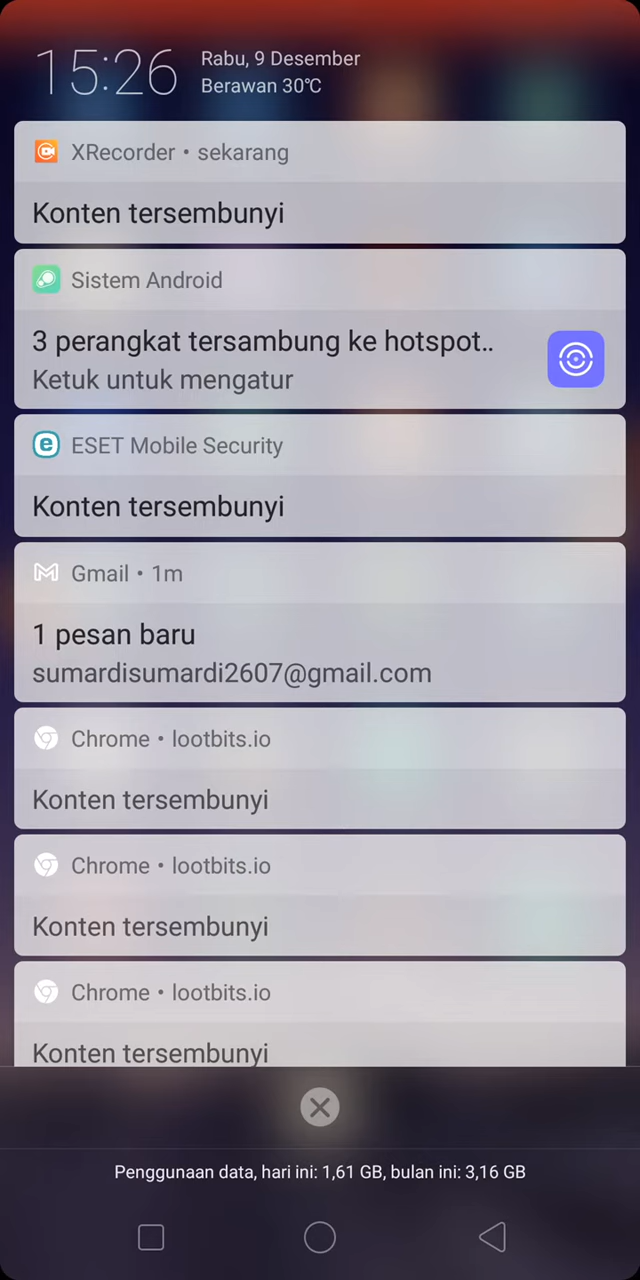 15:26
Rabu, 9 Desember
Berawan 30℃
XRecorder • sekarang
Konten tersembunyi
Sistem Android
3 perangkat tersambung ke hotspot..
Ketuk untuk mengatur
ESET Mobile Security
Konten tersembunyi
Gmail • 1m
1 pesan baru
sumardisumardi2607@gmail.com
Chrome • lootbits.io
Konten tersembunyi
Chrome • lootbits.io
Konten tersembunyi
Chrome • lootbits.io
Konten tersembunyi
Penggunaan data, hari ini: 1,61 GB, bulan ini: 3,16 GB